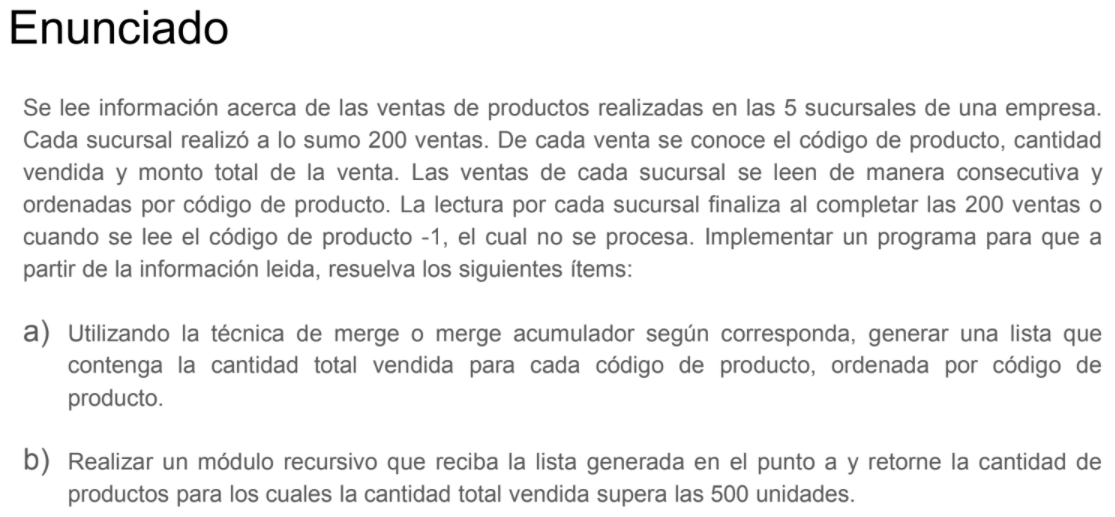 Enunciado
Se lee información acerca de las ventas de productos realizadas en las 5 sucursales de una empresa.
Cada sucursal realizó a lo sumo 200 ventas. De cada venta se conoce el código de producto, cantidad
vendida y monto total de la venta. Las ventas de cada sucursal se leen de manera consecutiva y
ordenadas por código de producto. La lectura por cada sucursal finaliza al completar las 200 ventas o
cuando se lee el código de producto -1, el cual no se procesa. Implementar un programa para que a
partir de la información leida, resuelva los siguientes ítems:
a) Utilizando la técnica de merge o merge acumulador según corresponda, generar una lista que
contenga la cantidad total vendida para cada código de producto, ordenada por código de
producto.
b) Realizar un módulo recursivo que reciba la lista generada en el punto a y retorne la cantidad de
productos para los cuales la cantidad total vendida supera las 500 unidades.